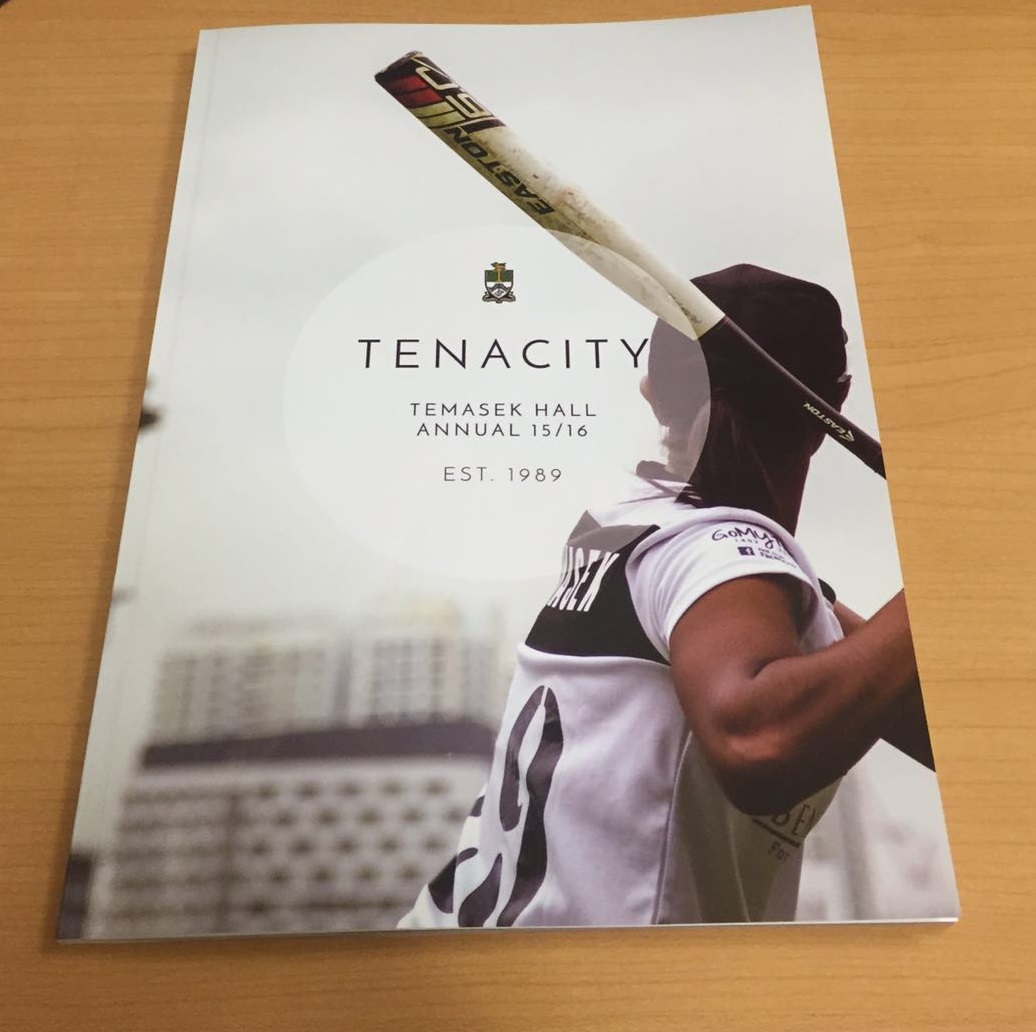 EASTON
TENACITY
TEMASEK HALL
ANNUAL 15/16
EST. 1989
EASTON